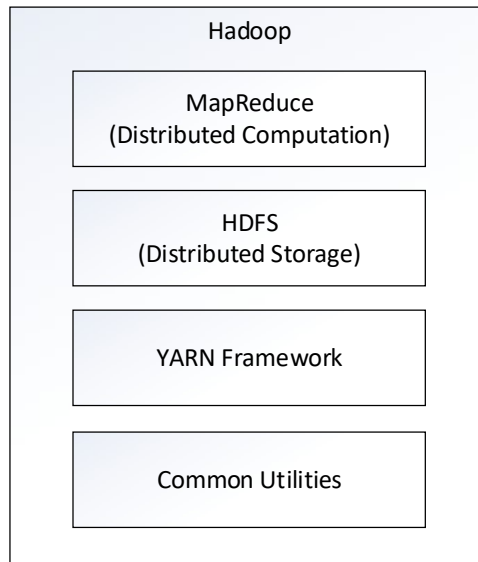 Hadoop
MapReduce
(Distributed Computation)
HDFS
(Distributed Storage)
YARN Framework
Common Utilities